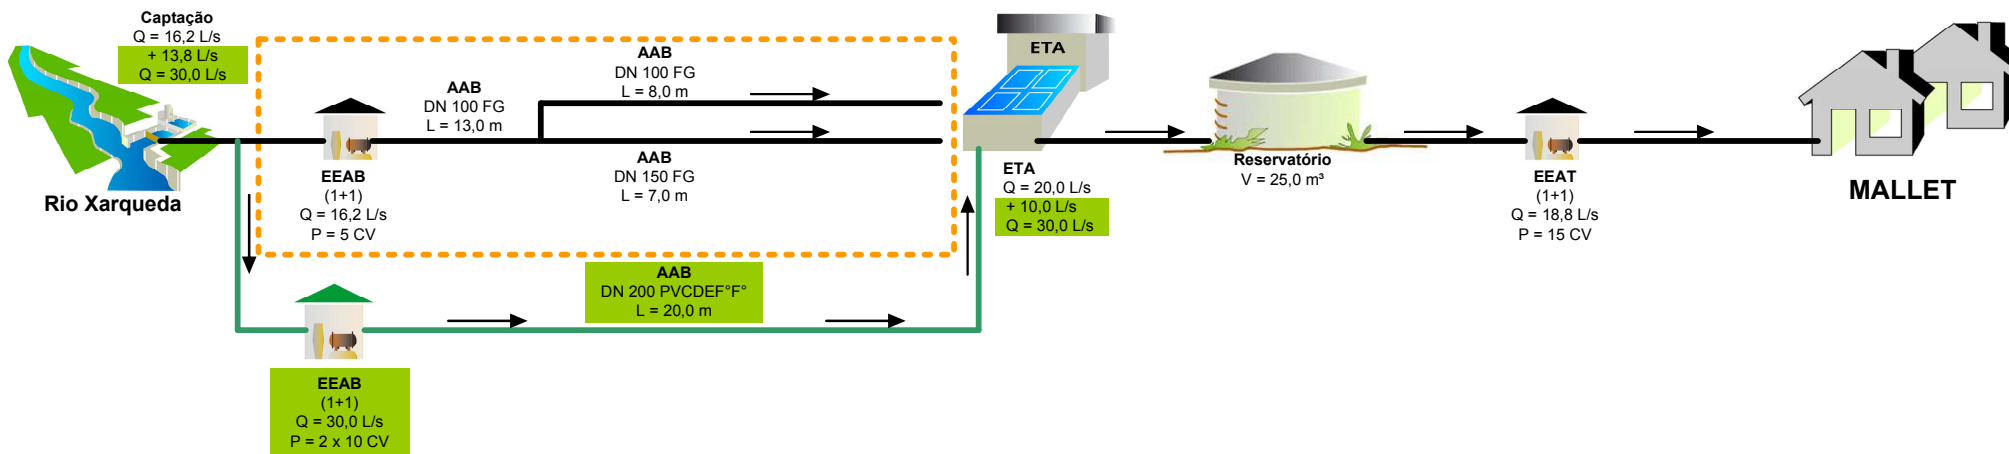 Captação
Q = 16,2 L/s
+ 13,8 L/s
Q = 30,0 L/s
Rio Xarqueda
EEAB
(1+1)
Q = 16,2 L/s
P = 5 CV
AAB
DN 100 FG
L = 13,0 m
AAB
DN 100 FG
L = 8,0 m
AAB
DN 150 FG
L = 7,0 m
AAB
DN 200 PVCDEF°F°
L = 20,0 m
EEAB
(1+1)
Q = 30,0 L/s
P = 2 x 10 CV
ETA
ETA
Q = 20,0 L/s
+ 10,0 L/s
Q = 30,0 L/s
Reservatório
V = 25,0 m³
EEAT
(1+1)
Q = 18,8 L/s
P = 15 CV
MALLET